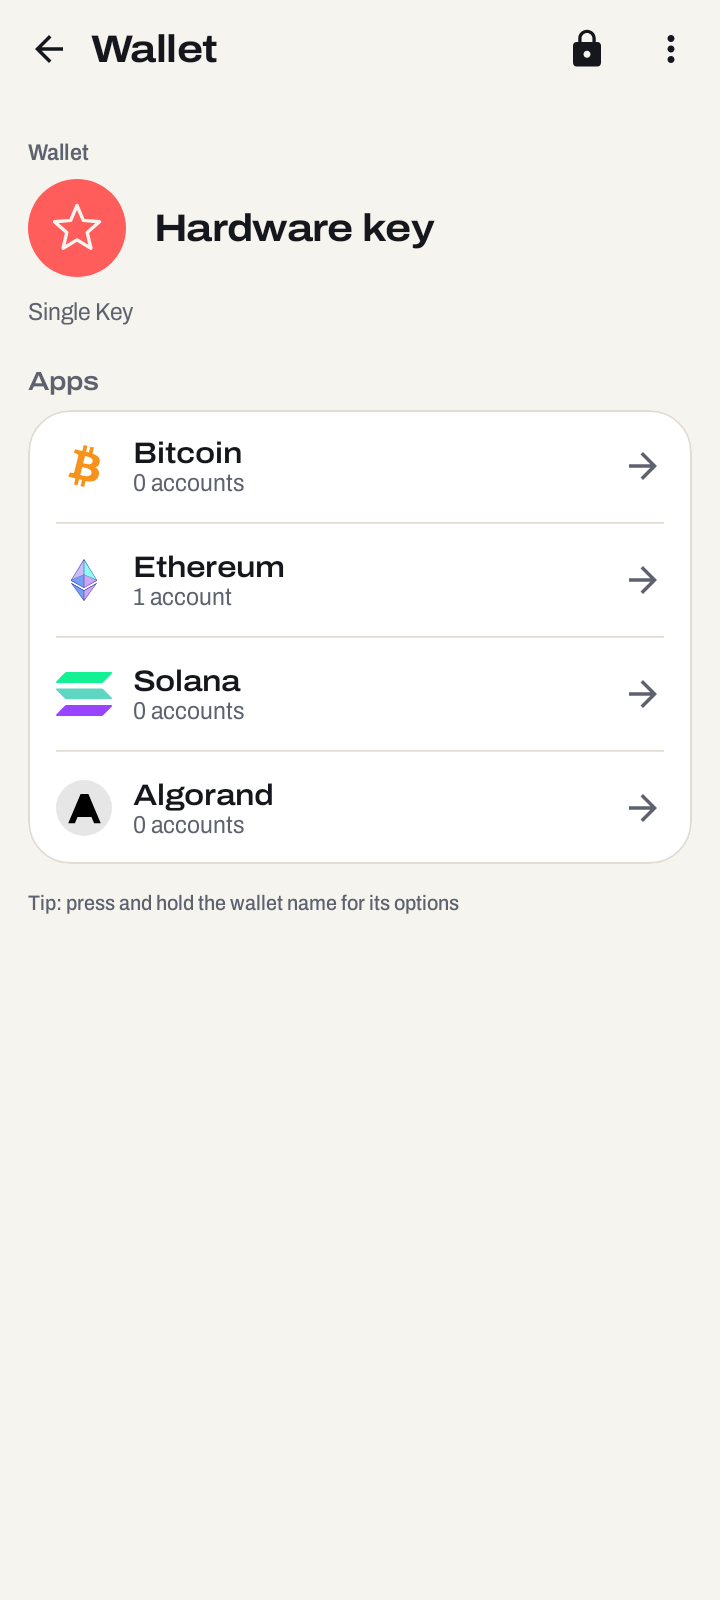 Wallet
Wallet
Hardware key
Single Key
Apps
Bitcoin
0 accounts
Ethereum
1 account
Solana
0 accounts
Algorand
0 accounts
Tip: press and hold the wallet name for its options